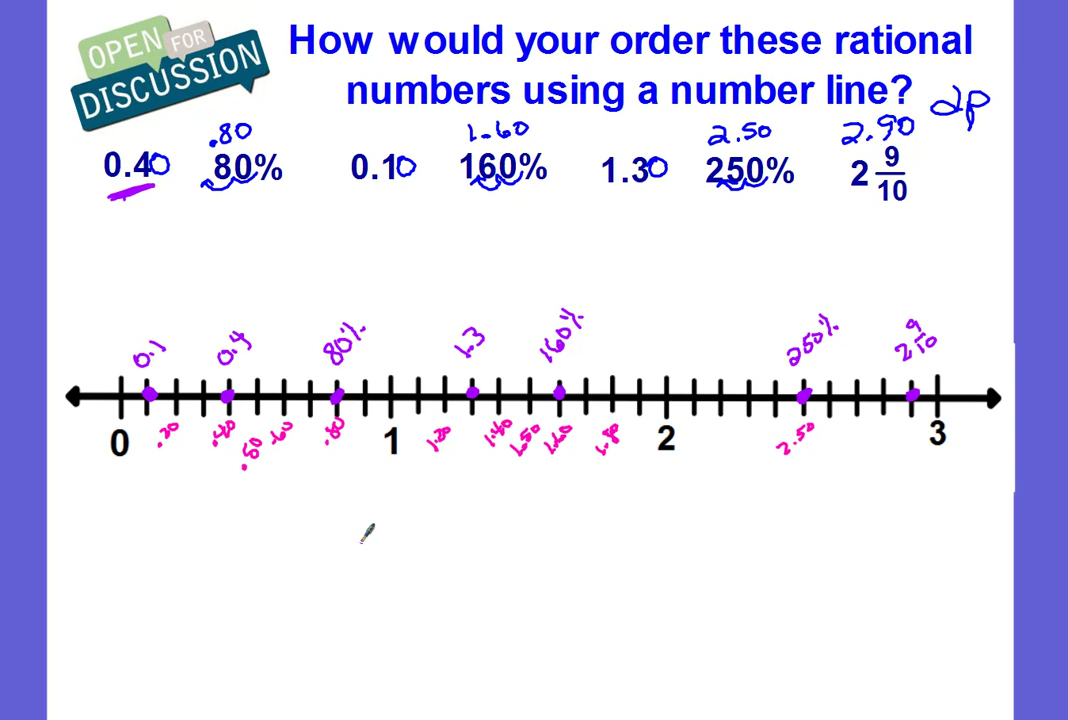 OPEN FOR DISCUSSION
How would your order these rational
numbers using a number line? 2p
.80 1.60 2.50 2.90
0.40 80% 0.10 160% 1.30 250% 2 9/10
0.1 0.4 80% 1.3 160% 250% 2 9/10
0 1 2 3
.20 .40 .50 .60 .80 1.20 1.40 1.50 1.60 1.80 2.50